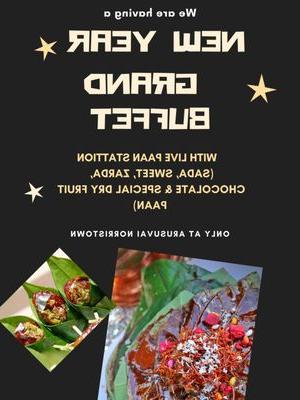 We are having a
NEW YEAR
GRAND
BUFFET
WITH LIVE PAAN STATTION
(SADA, SWEET, ZARDA,
CHOCOLATE & SPECIAL DRY FRUIT
PAAN)
ONLY AT ARUSUVAI NORRISTOWN